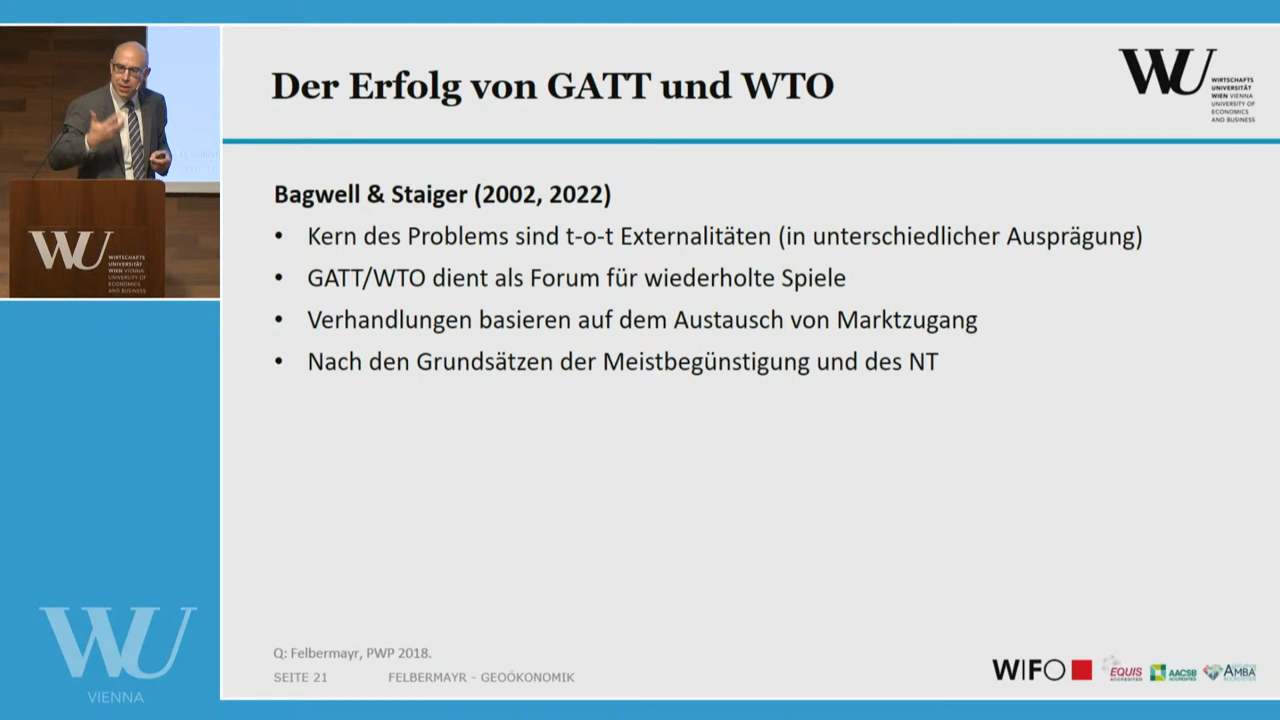 Der Erfolg von GATT und WTO
WU
WIRTSCHAFTS
UNIVERSITÄT
WIEN VIENNA
UNIVERSITY OF
ECONOMICS
AND BUSINESS
Bagwell & Staiger (2002, 2022)
• Kern des Problems sind t-o-t Externalitäten (in unterschiedlicher Ausprägung)
• GATT/WTO dient als Forum für wiederholte Spiele
• Verhandlungen basieren auf dem Austausch von Marktzugang
• Nach den Grundsätzen der Meistbegünstigung und des NT
WU
WIRTSCHAFTS
UNIVERSITÄT
WIEN VIENNA
UNIVERSITY OF
ECONOMICS
AND BUSINESS
Q: Felbermayr, PWP 2018.
SEITE 21 FELBERMAYR - GEOÖKONOMIK
WIFO
EQUIS
ACCREDITED
AACSB
ACCREDITED
AMBA
ACCREDITED
WU
VIENNA